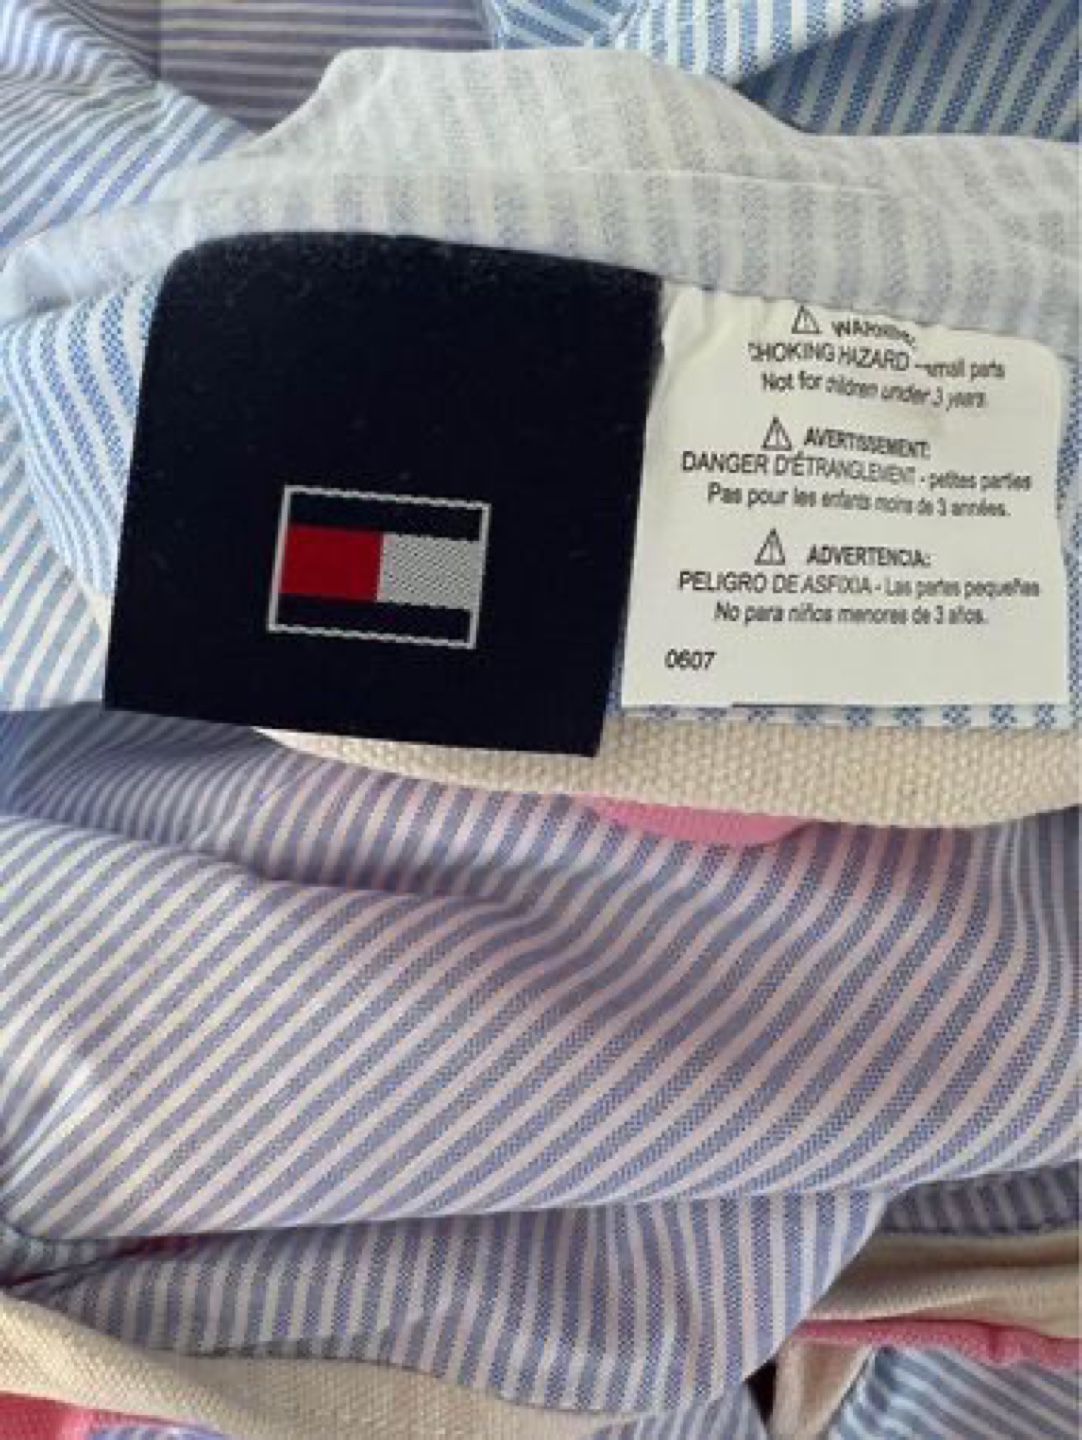 ⚠ WARNING:
CHOKING HAZARD - small parts
Not for children under 3 years.
⚠ AVERTISSEMENT:
DANGER D'ÉTRANGLEMENT - petites parties
Pas pour les enfants moins de 3 années.
⚠ ADVERTENCIA:
PELIGRO DE ASFIXIA - Las partes pequeñas
No para niños menores de 3 años.
0607